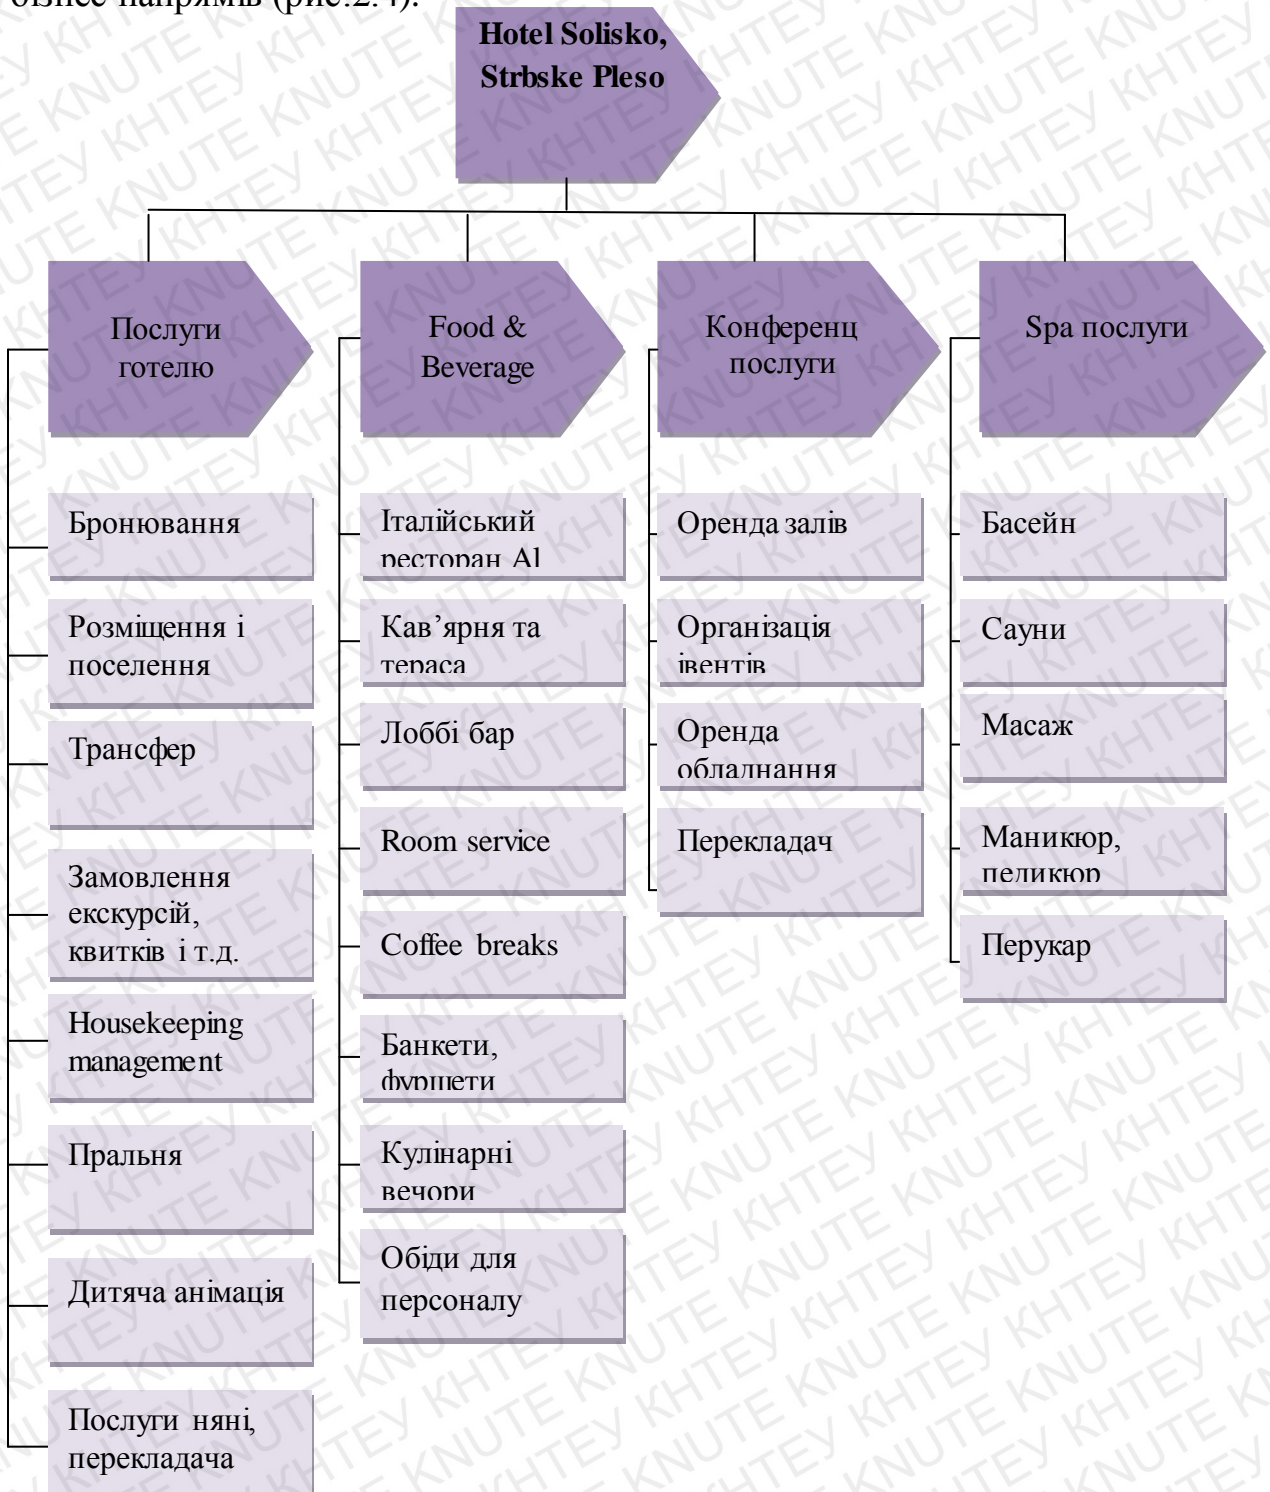 бізнес напрямів (рис.2.4).
Hotel Solisko,
Strbske Pleso
Послуги
готелю
Food &
Beverage
Конференц
послуги
Spa послуги
Бронювання
Розміщення і
поселення
Трансфер
Замовлення
екскурсій,
квитків і т.д.
Housekeeping
management
Пральня
Дитяча анімація
Послуги няні,
перекладача
Італійський
ресторан Al
Кав’ярня та
тераса
Лоббі бар
Room service
Coffee breaks
Банкети,
фуршети
Кулінарні
вечори
Обіди для
персоналу
Оренда залів
Організація
івентів
Оренда
обладнання
Перекладач
Басейн
Сауни
Масаж
Маникюр,
педикюр
Перукар